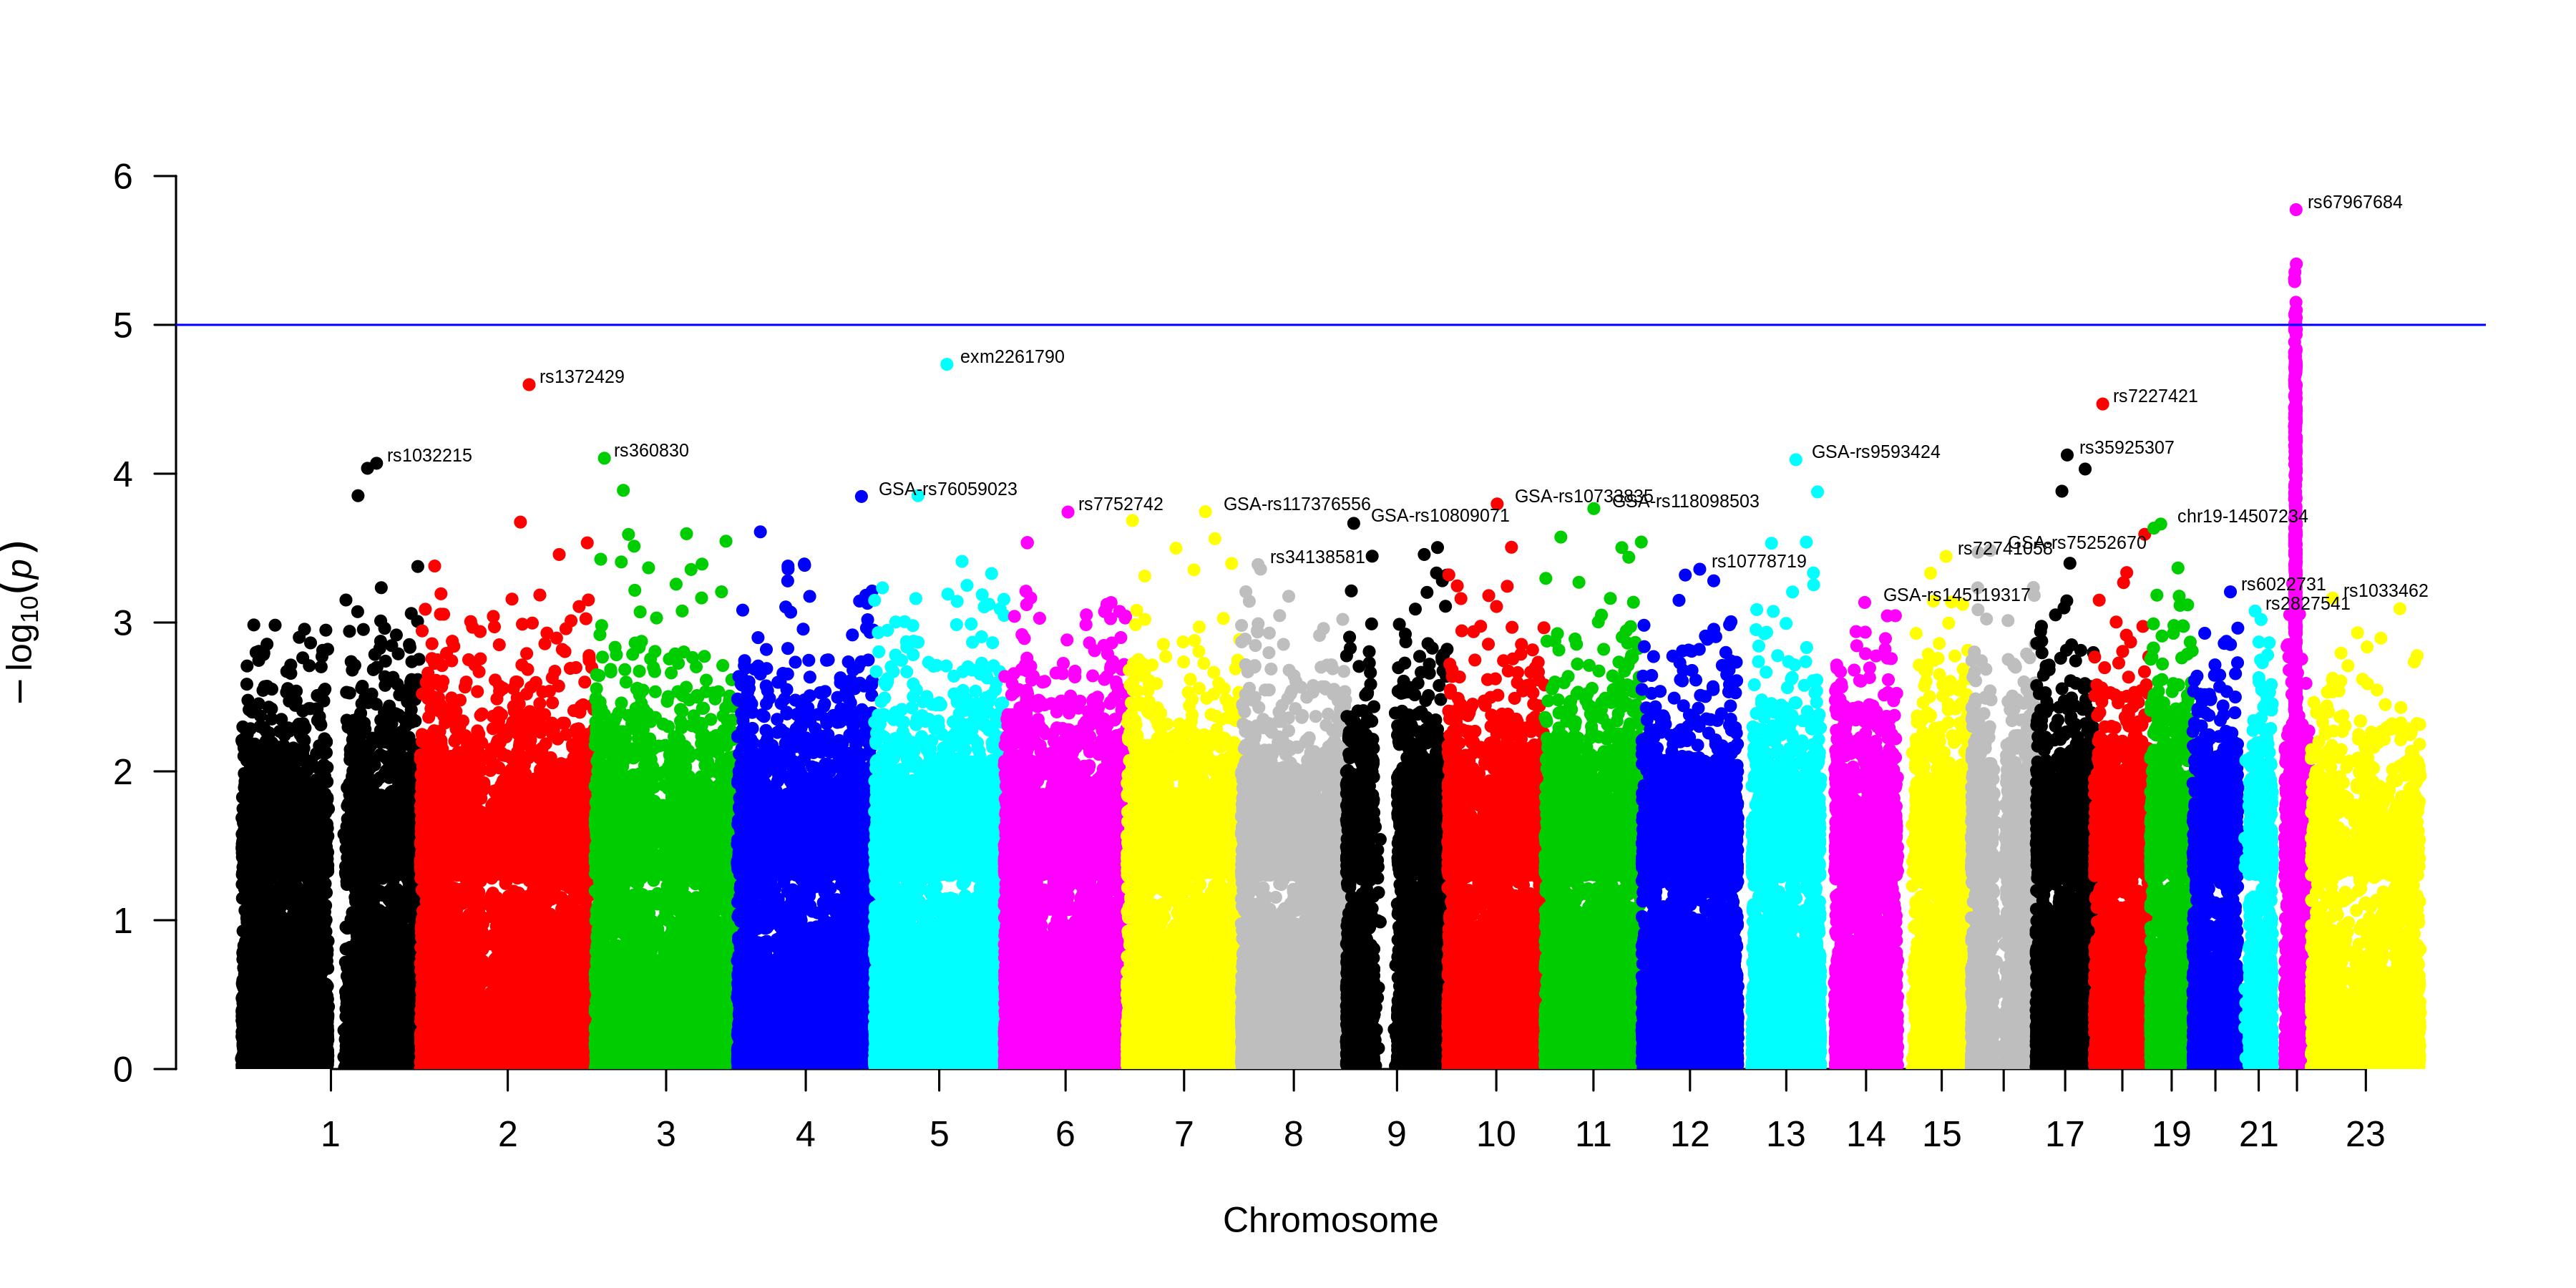 6
rs67967684
5
exm2261790
rs1372429
rs7227421
rs1032215
rs360830
GSA-rs9593424
rs35925307
4
GSA-rs76059023
rs7752742
GSA-rs117376556
GSA-rs10809071
GSA-rs10733835
GSA-rs118098503
chr19-14507234
rs34138581
rs10778719
rs72741058
GSA-rs75252670
GSA-rs145119317
rs6022731
rs1033462
rs2827541
3
2
1
0
−log10(p)
1 2 3 4 5 6 7 8 9 10 11 12 13 14 15 17 19 21 23
Chromosome